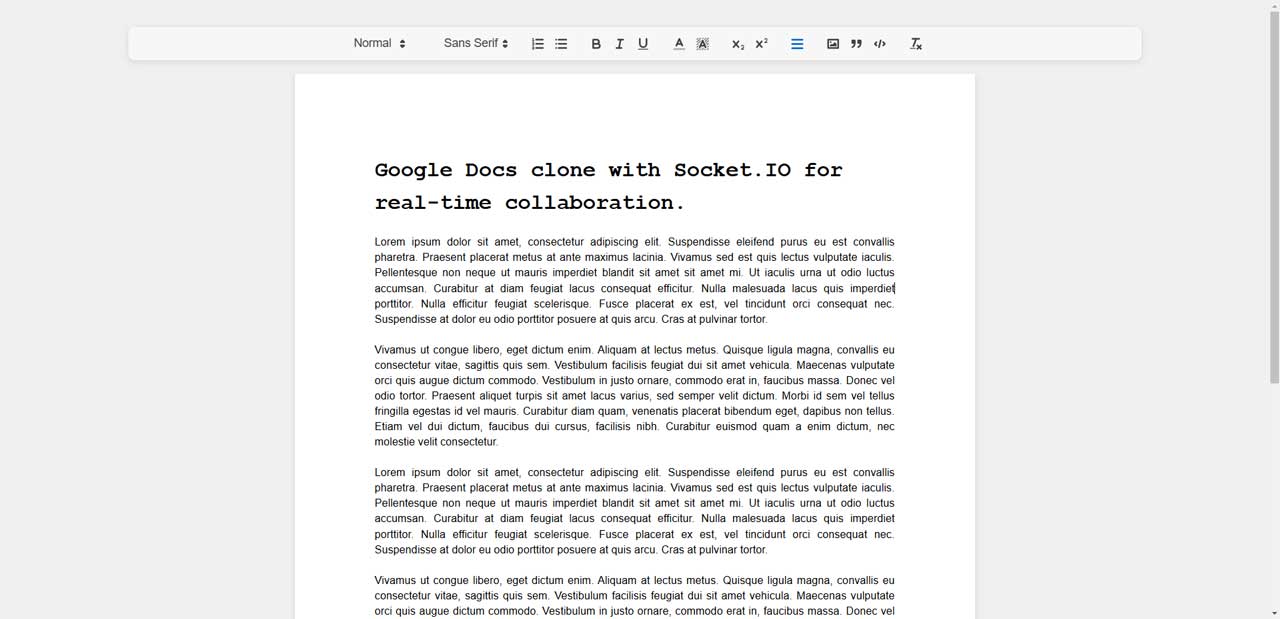 Normal Sans Serif
Google Docs clone with Socket.IO for
real-time collaboration.
Lorem ipsum dolor sit amet, consectetur adipiscing elit. Suspendisse eleifend purus eu est convallis
pharetra. Praesent placerat metus at ante maximus lacinia. Vivamus sed est quis lectus vulputate iaculis.
Pellentesque non neque ut mauris imperdiet blandit sit amet sit amet mi. Ut iaculis urna ut odio luctus
accumsan. Curabitur at diam feugiat lacus consequat efficitur. Nulla malesuada lacus quis imperdiet
porttitor. Nulla efficitur feugiat scelerisque. Fusce placerat ex est, vel tincidunt orci consequat nec.
Suspendisse at dolor eu odio porttitor posuere at quis arcu. Cras at pulvinar tortor.
Vivamus ut congue libero, eget dictum enim. Aliquam at lectus metus. Quisque ligula magna, convallis eu
consectetur vitae, sagittis quis sem. Vestibulum facilisis feugiat dui sit amet vehicula. Maecenas vulputate
orci quis augue dictum commodo. Vestibulum in justo ornare, commodo erat in, faucibus massa. Donec vel
odio tortor. Praesent aliquet turpis sit amet lacus varius, sed semper velit dictum. Morbi id sem vel tellus
fringilla egestas id vel mauris. Curabitur diam quam, venenatis placerat bibendum eget, dapibus non tellus.
Etiam vel dui dictum, faucibus dui cursus, facilisis nibh. Curabitur euismod quam a enim dictum, nec
molestie velit consectetur.
Lorem ipsum dolor sit amet, consectetur adipiscing elit. Suspendisse eleifend purus eu est convallis
pharetra. Praesent placerat metus at ante maximus lacinia. Vivamus sed est quis lectus vulputate iaculis.
Pellentesque non neque ut mauris imperdiet blandit sit amet sit amet mi. Ut iaculis urna ut odio luctus
accumsan. Curabitur at diam feugiat lacus consequat efficitur. Nulla malesuada lacus quis imperdiet
porttitor. Nulla efficitur feugiat scelerisque. Fusce placerat ex est, vel tincidunt orci consequat nec.
Suspendisse at dolor eu odio porttitor posuere at quis arcu. Cras at pulvinar tortor.
Vivamus ut congue libero, eget dictum enim. Aliquam at lectus metus. Quisque ligula magna, convallis eu
consectetur vitae, sagittis quis sem. Vestibulum facilisis feugiat dui sit amet vehicula. Maecenas vulputate
orci quis augue dictum commodo. Vestibulum in justo ornare, commodo erat in, faucibus massa. Donec vel